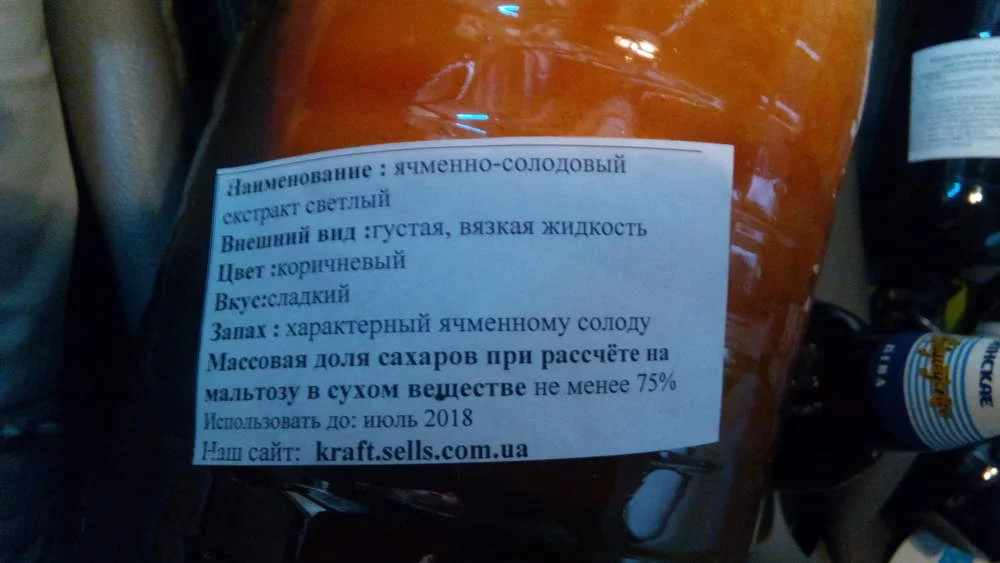 Наименование : ячменно-солодовый
екстракт светлый
Внешний вид :густая, вязкая жидкость
Цвет :коричневый
Вкус:сладкий
Запах : характерный ячменному солоду
Массовая доля сахаров при рассчёте на
мальтозу в сухом веществе не менее 75%
Использовать до: июль 2018
Наш сайт: kraft.sells.com.ua